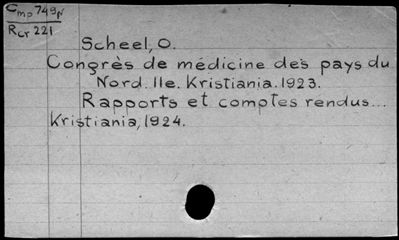 Cmp 749p
Rcr 221
Scheel, O.
Congrès de médicine des pays du
Nord. 11e. Kristiania. 1923.
Rapports et comptes rendus...
Kristiania, 1924.